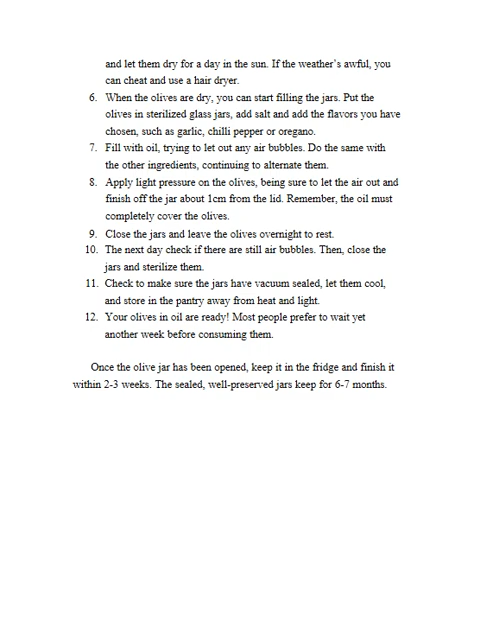 and let them dry for a day in the sun. If the weather's awful, you
can cheat and use a hair dryer.
6. When the olives are dry, you can start filling the jars. Put the
olives in sterilized glass jars, add salt and add the flavors you have
chosen, such as garlic, chilli pepper or oregano.
7. Fill with oil, trying to let out any air bubbles. Do the same with
the other ingredients, continuing to alternate them.
8. Apply light pressure on the olives, being sure to let the air out and
finish off the jar about 1cm from the lid. Remember, the oil must
completely cover the olives.
9. Close the jars and leave the olives overnight to rest.
10. The next day check if there are still air bubbles. Then, close the
jars and sterilize them.
11. Check to make sure the jars have vacuum sealed, let them cool,
and store in the pantry away from heat and light.
12. Your olives in oil are ready! Most people prefer to wait yet
another week before consuming them.
Once the olive jar has been opened, keep it in the fridge and finish it
within 2-3 weeks. The sealed, well-preserved jars keep for 6-7 months.